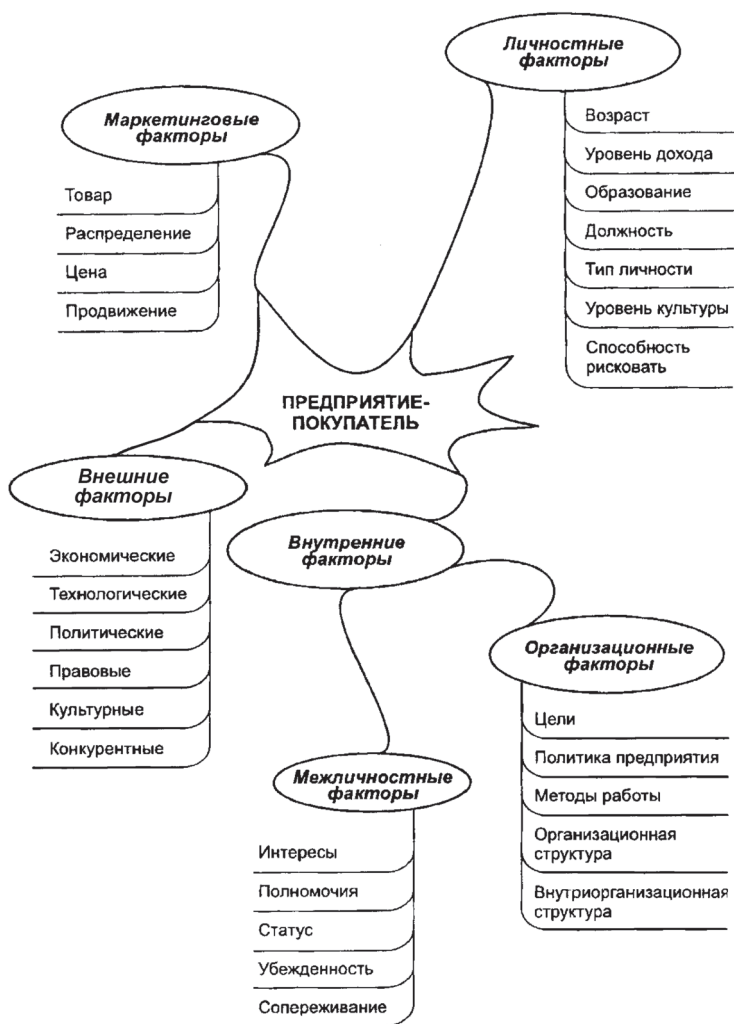 Личностные
факторы
Возраст
Уровень дохода
Образование
Должность
Тип личности
Уровень культуры
Способность
рисковать
Маркетинговые
факторы
Товар
Распределение
Цена
Продвижение
ПРЕДПРИЯТИЕ-
ПОКУПАТЕЛЬ
Внешние
факторы
Экономические
Технологические
Политические
Правовые
Культурные
Конкурентные
Внутренние
факторы
Организационные
факторы
Цели
Политика предприятия
Методы работы
Организационная
структура
Внутриорганизационная
структура
Межличностные
факторы
Интересы
Полномочия
Статус
Убежденность
Сопереживание